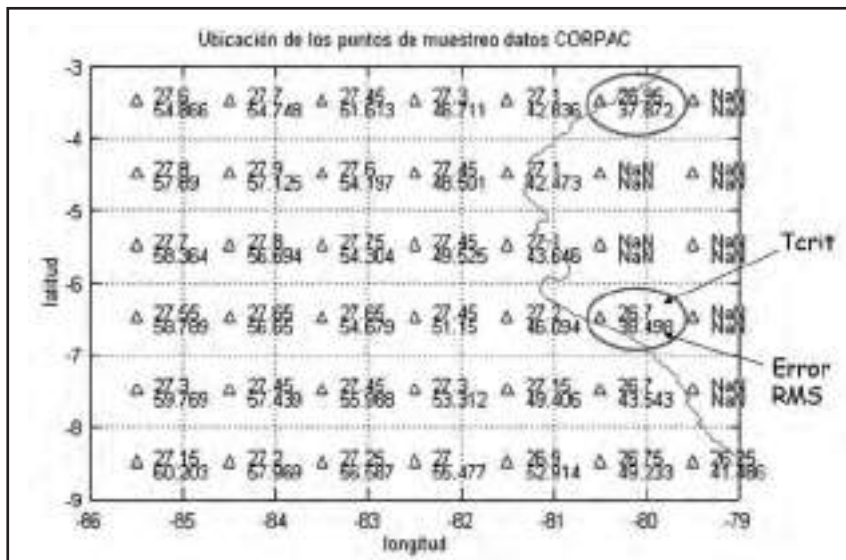 Ubicación de los puntos de muestreo datos CORPAC
-3
27.6 27.7 27.45 27.3 27.1 26.95 NaN
54.866 54.748 51.613 46.711 42.636 37.672 NaN
-4
27.8 27.9 27.6 27.45 27.1 NaN NaN
57.89 57.125 54.197 48.501 42.473 NaN NaN
-5
27.7 27.8 27.75 27.45 27.1 NaN NaN
58.364 56.694 54.304 49.525 43.646 NaN NaN
Tcrit
latitud
-6
27.55 27.65 27.65 27.45 27.2 26.7 NaN
58.789 56.65 54.679 51.15 46.094 38.498 NaN
-7
Error
RMS
27.3 27.45 27.45 27.3 27.15 26.7 NaN
59.769 57.439 55.968 53.312 49.406 43.543 NaN
-8
27.15 27.2 27.25 27 26.9 26.75 26.25
60.203 57.969 56.587 55.477 52.914 49.233 41.486
-9
-86 -85 -84 -83 -82 -81 -80 -79
longitud